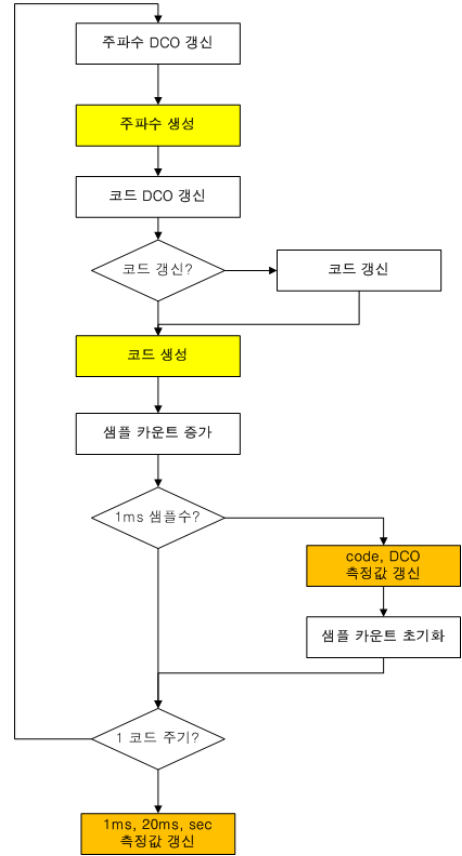 주파수 DCO 갱신
주파수 생성
코드 DCO 갱신
코드 갱신?
코드 갱신
코드 생성
샘플 카운트 증가
1ms 샘플수?
code, DCO
측정값 갱신
샘플 카운트 초기화
1 코드 주기?
1ms, 20ms, sec
측정값 갱신